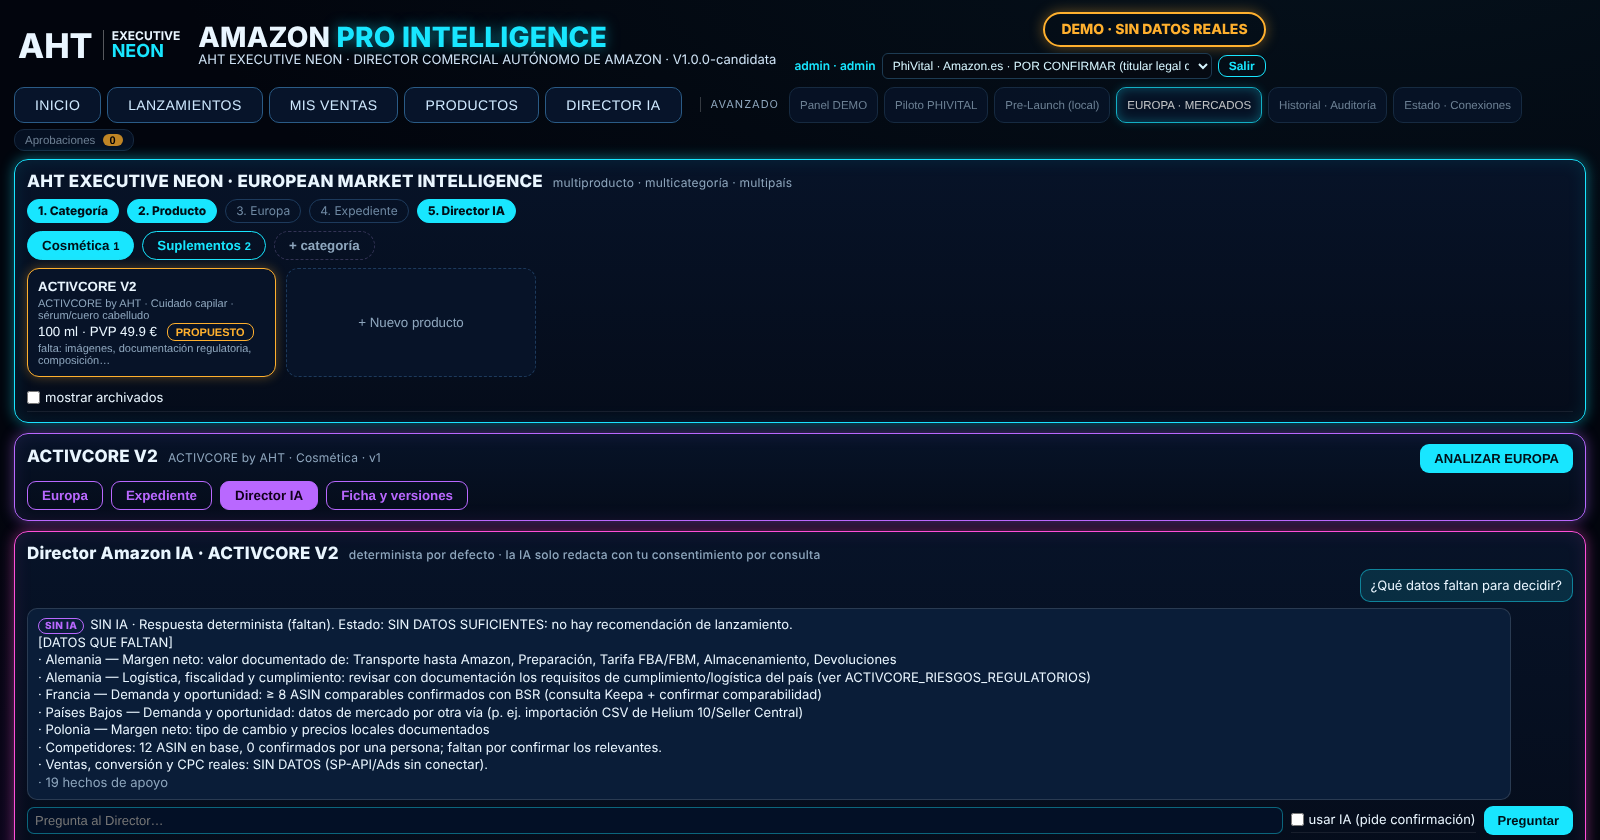 AHT EXECUTIVE NEON
AMAZON PRO INTELLIGENCE
AHT EXECUTIVE NEON · DIRECTOR COMERCIAL AUTÓNOMO DE AMAZON · V1.0.0-candidata
DEMO · SIN DATOS REALES
admin · admin PhiVital · Amazon.es · POR CONFIRMAR (titular legal d Salir
INICIO LANZAMIENTOS MIS VENTAS PRODUCTOS DIRECTOR IA AVANZADO Panel DEMO Piloto PHIVITAL Pre-Launch (local) EUROPA · MERCADOS Historial · Auditoría Estado · Conexiones
Aprobaciones 0
AHT EXECUTIVE NEON · EUROPEAN MARKET INTELLIGENCE multiproducto · multicategoría · multipaís
1. Categoría 2. Producto 3. Europa 4. Expediente 5. Director IA
Cosmética 1 Suplementos 2 + categoría
ACTIVCORE V2
ACTIVCORE by AHT · Cuidado capilar ·
sérum/cuero cabelludo
100 ml · PVP 49.9 € PROPUESTO
falta: imágenes, documentación regulatoria,
composición…
+ Nuevo producto
mostrar archivados
ACTIVCORE V2 ACTIVCORE by AHT · Cosmética · v1
ANALIZAR EUROPA
Europa Expediente Director IA Ficha y versiones
Director Amazon IA · ACTIVCORE V2 determinista por defecto · la IA solo redacta con tu consentimiento por consulta
¿Qué datos faltan para decidir?
SIN IA SIN IA · Respuesta determinista (faltan). Estado: SIN DATOS SUFICIENTES: no hay recomendación de lanzamiento.
[DATOS QUE FALTAN]
· Alemania — Margen neto: valor documentado de: Transporte hasta Amazon, Preparación, Tarifa FBA/FBM, Almacenamiento, Devoluciones
· Alemania — Logística, fiscalidad y cumplimiento: revisar con documentación los requisitos de cumplimiento/logística del país (ver ACTIVCORE_RIESGOS_REGULATORIOS)
· Francia — Demanda y oportunidad: ≥ 8 ASIN comparables confirmados con BSR (consulta Keepa + confirmar comparabilidad)
· Países Bajos — Demanda y oportunidad: datos de mercado por otra vía (p. ej. importación CSV de Helium 10/Seller Central)
· Polonia — Margen neto: tipo de cambio y precios locales documentados
· Competidores: 12 ASIN en base, 0 confirmados por una persona; faltan por confirmar los relevantes.
· Ventas, conversión y CPC reales: SIN DATOS (SP-API/Ads sin conectar).
· 19 hechos de apoyo
Pregunta al Director… usar IA (pide confirmación) Preguntar